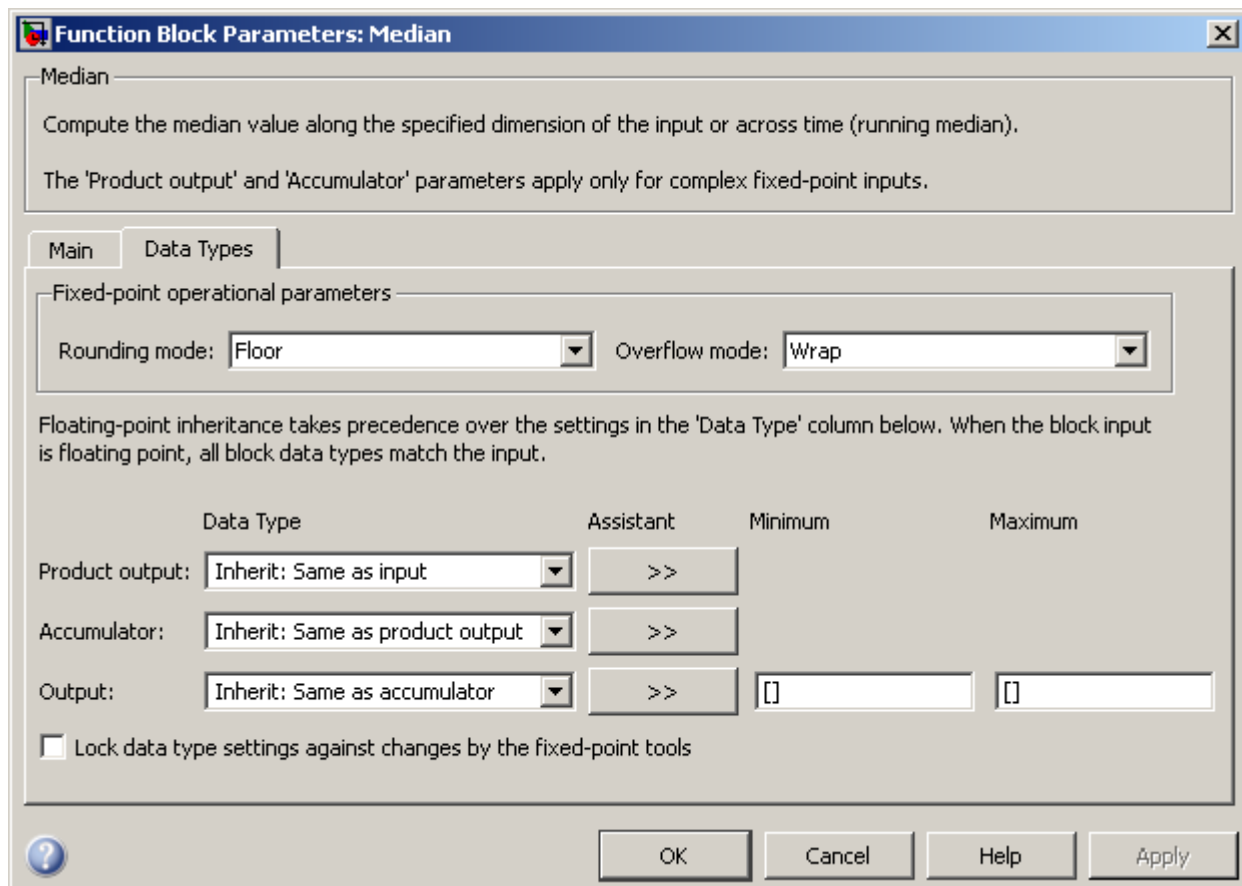 Function Block Parameters: Median
Median
Compute the median value along the specified dimension of the input or across time (running median).
The 'Product output' and 'Accumulator' parameters apply only for complex fixed-point inputs.
Main Data Types
Fixed-point operational parameters
Rounding mode: Floor Overflow mode: Wrap
Floating-point inheritance takes precedence over the settings in the 'Data Type' column below. When the block input
is floating point, all block data types match the input.
Data Type Assistant Minimum Maximum
Product output: Inherit: Same as input >>
Accumulator: Inherit: Same as product output >>
Output: Inherit: Same as accumulator >> [] []
Lock data type settings against changes by the fixed-point tools
? OK Cancel Help Apply